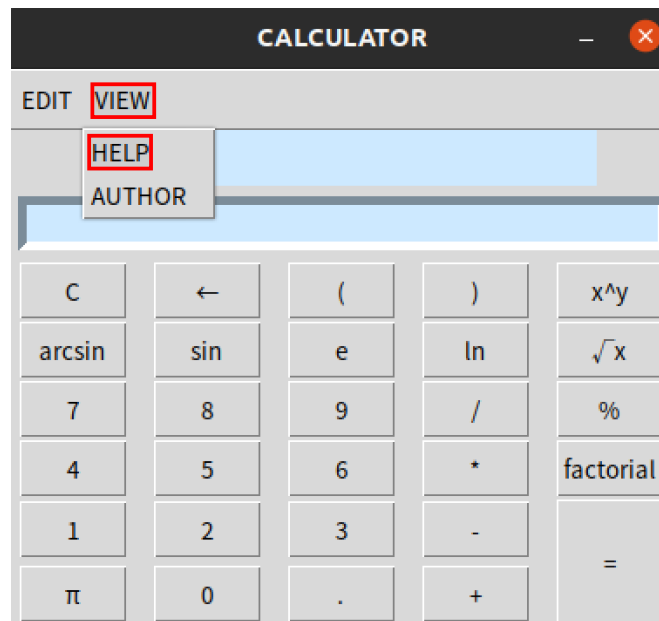 CALCULATOR
EDIT VIEW
HELP
AUTHOR
C ← ( ) x^y
arcsin sin e ln √x
7 8 9 / %
4 5 6 * factorial
1 2 3 -
=
π 0 . +